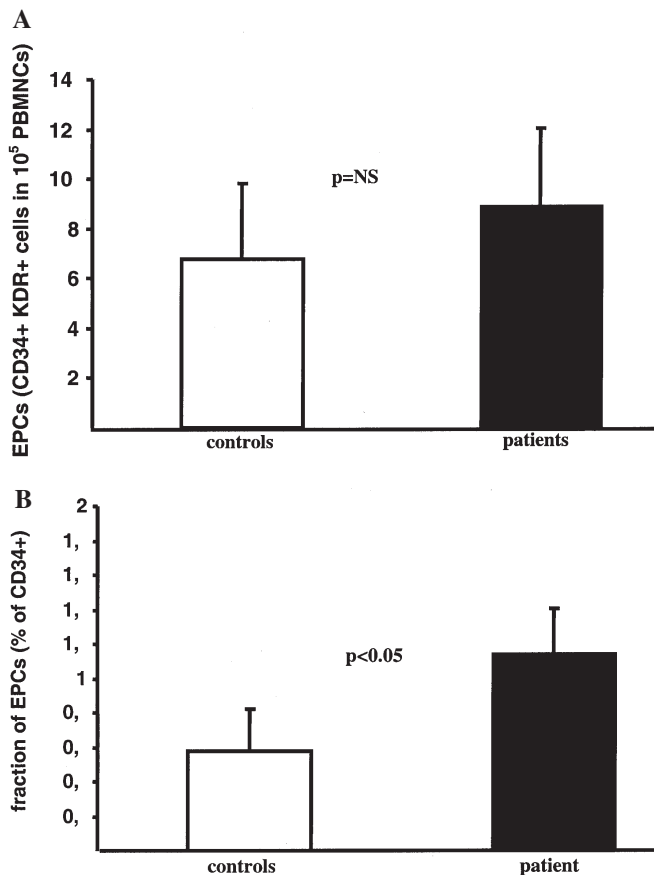 A
EPCs (CD34+ KDR+ cells in 10⁵ PBMNCs)
14
12
10
8
6
4
2
p=NS
controls patients
B
fraction of EPCs (% of CD34+)
2
1,
1,
1,
1,
1
0,
0,
0,
0,
p<0.05
controls patient